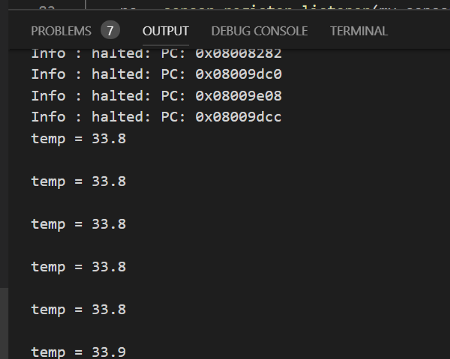 PROBLEMS 7 OUTPUT DEBUG CONSOLE TERMINAL
Info : halted: PC: 0x08008282
Info : halted: PC: 0x08009dc0
Info : halted: PC: 0x08009e08
Info : halted: PC: 0x08009dcc
temp = 33.8
temp = 33.8
temp = 33.8
temp = 33.8
temp = 33.8
temp = 33.9